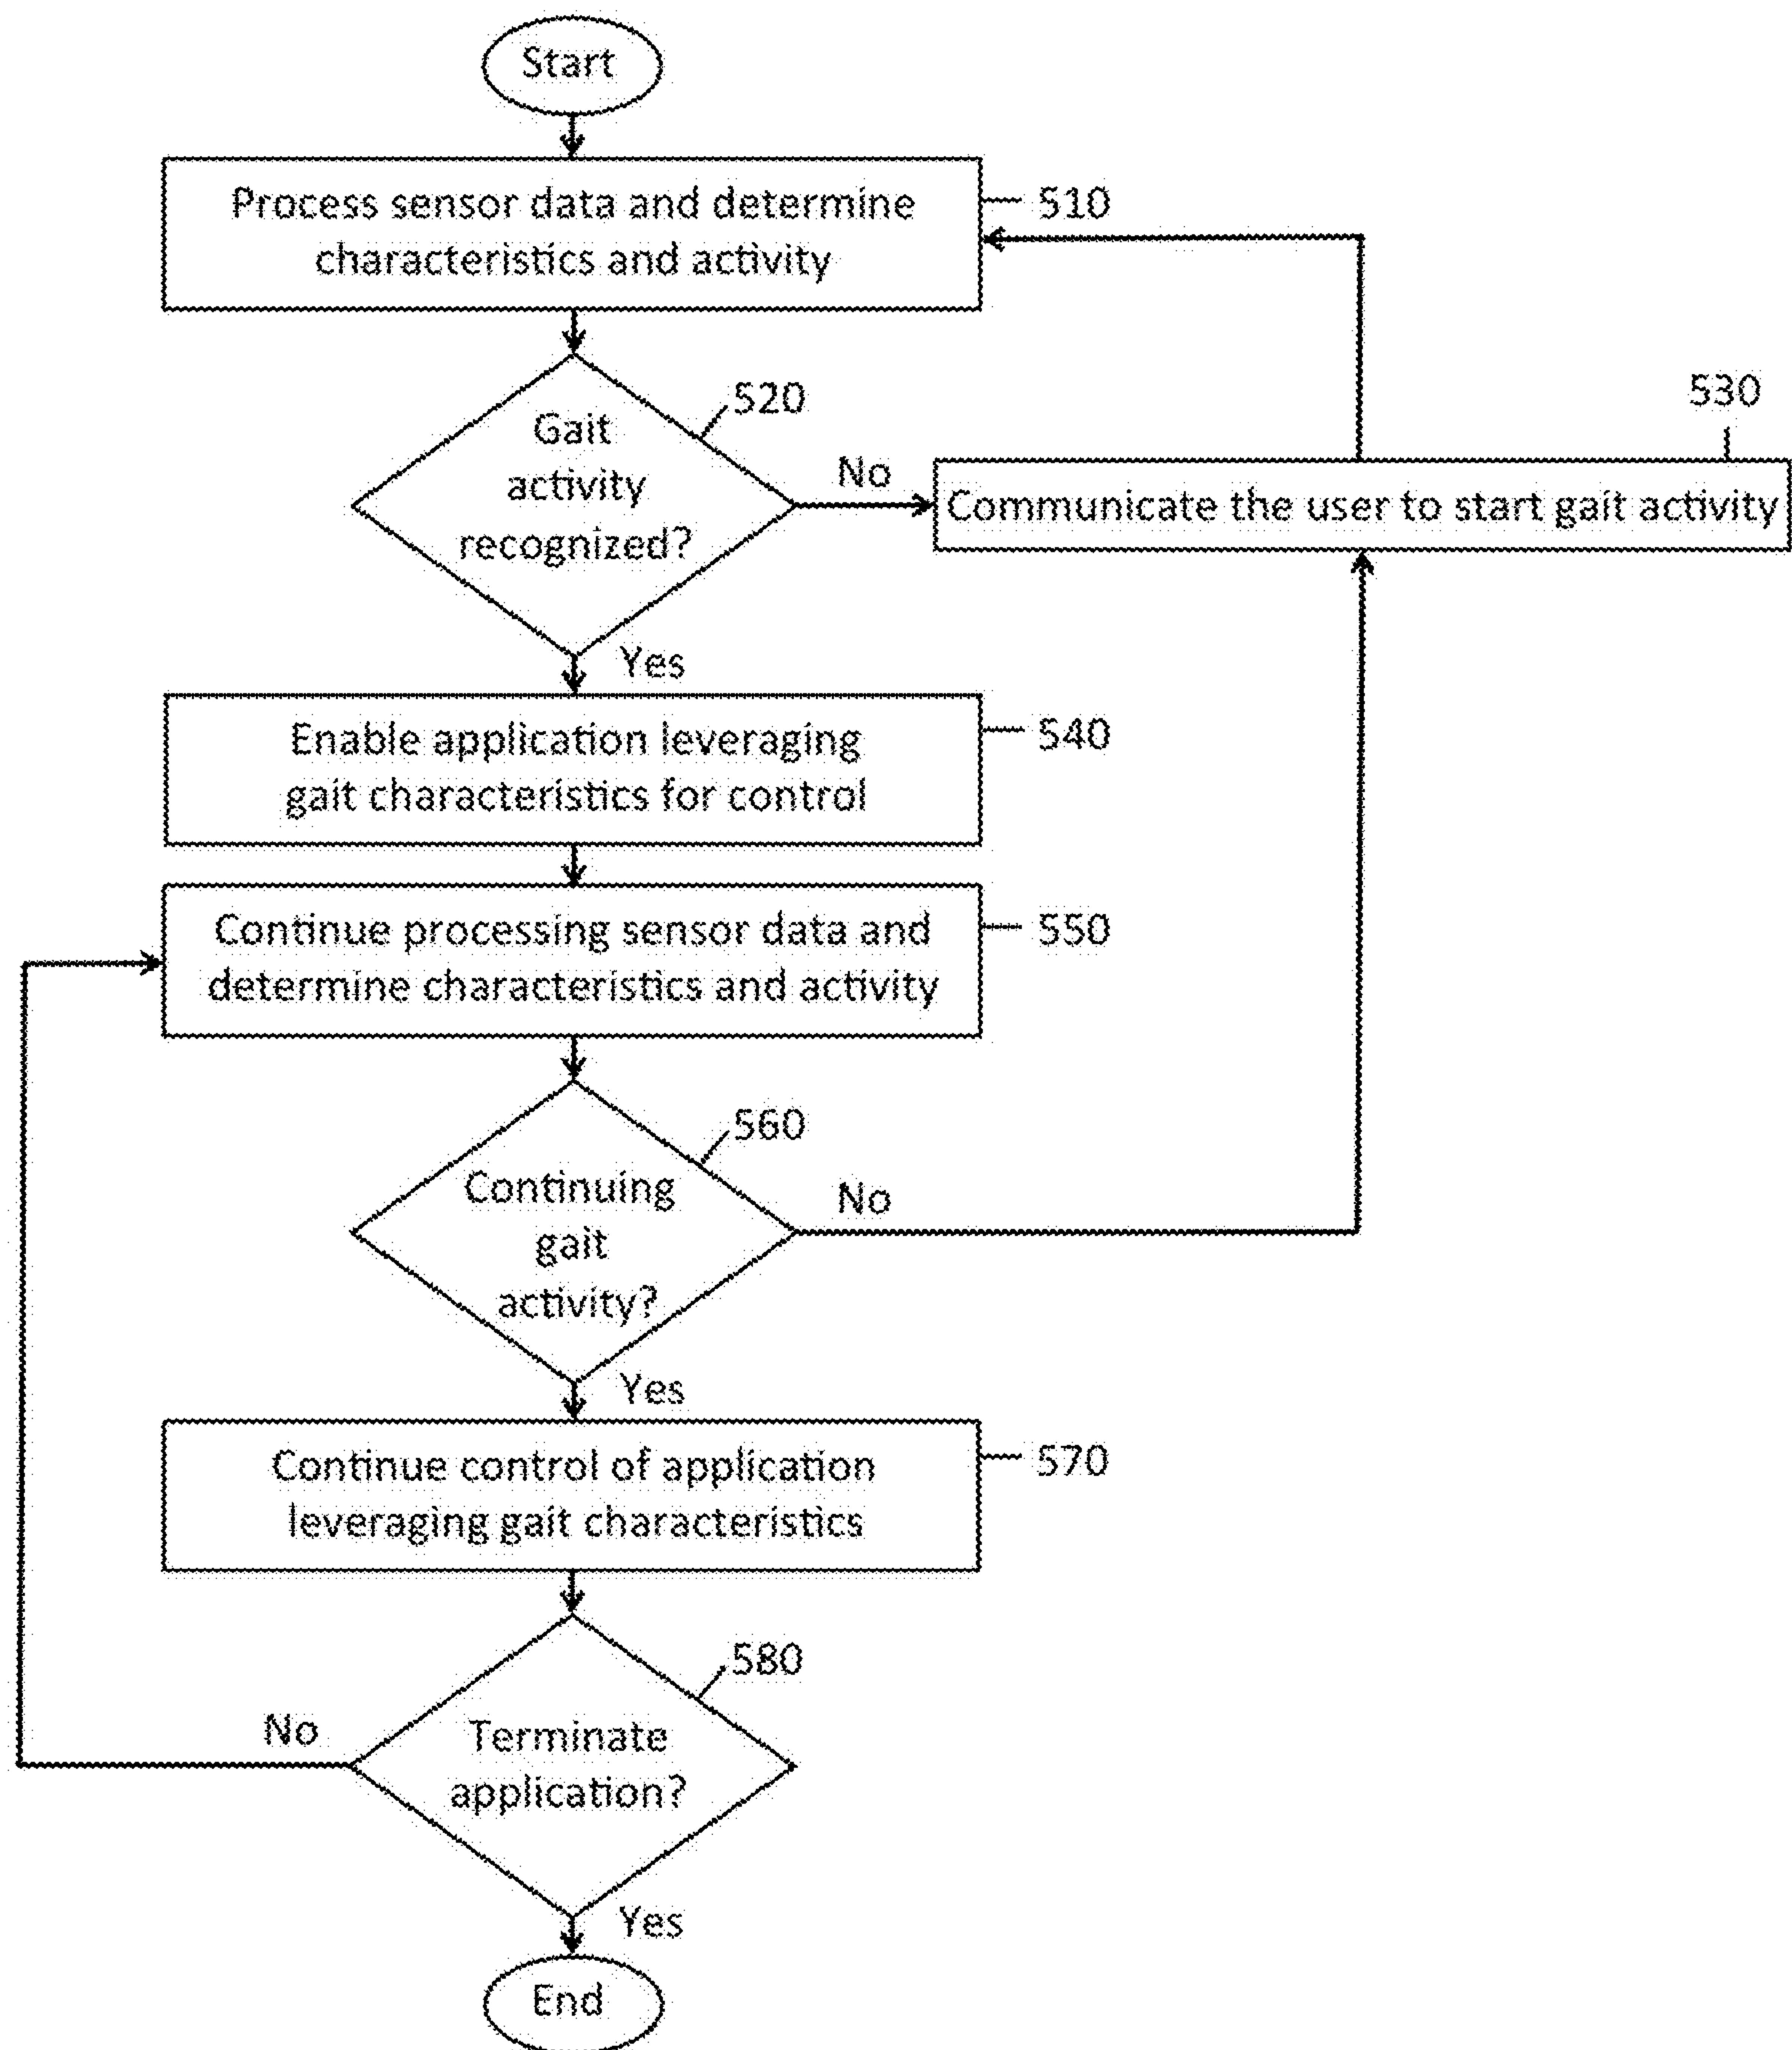 Start
Process sensor data and determine
characteristics and activity
510
520
Gait
activity
recognized?
No
530
Communicate the user to start gait activity
Yes
Enable application leveraging
gait characteristics for control
540
Continue processing sensor data and
determine characteristics and activity
550
560
Continuing
gait
activity?
No
Yes
Continue control of application
leveraging gait characteristics
570
580
Terminate
application?
No
Yes
End